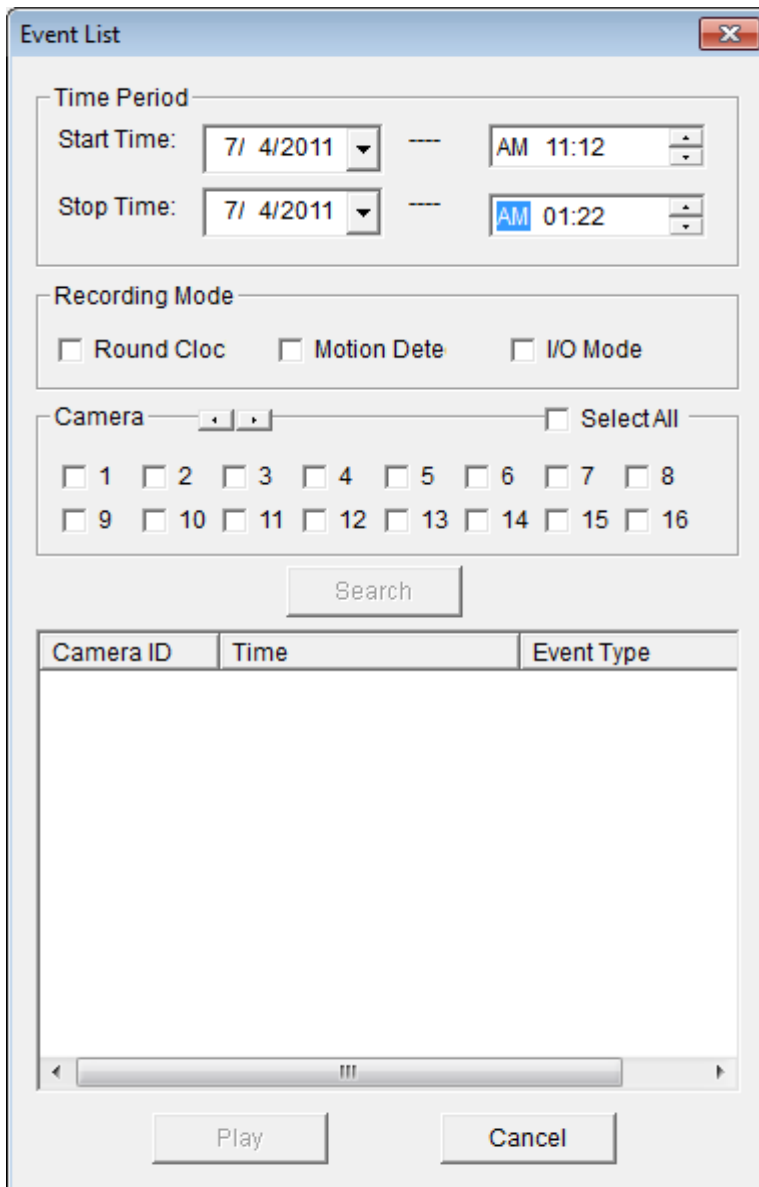 Event List
Time Period
Start Time: 7/ 4/2011 ---- AM 11:12
Stop Time: 7/ 4/2011 ---- AM 01:22
Recording Mode
Round Cloc Motion Dete I/O Mode
Camera Select All
1 2 3 4 5 6 7 8
9 10 11 12 13 14 15 16
Search
Camera ID Time Event Type
Play Cancel